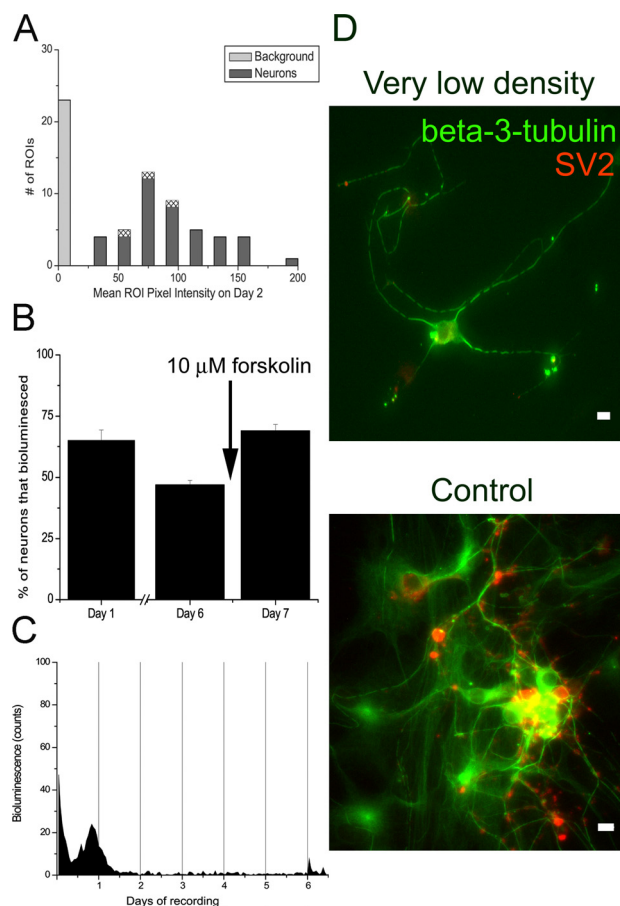 A
30
20
10
0
# of ROIs
Background
Neurons
0 50 100 150 200
Mean ROI Pixel Intensity on Day 2
B
100
75
50
25
0
% of neurons that bioluminesced
10 µM forskolin
Day 1 Day 6 Day 7
C
100
80
60
40
20
0
Bioluminescence (counts)
1 2 3 4 5 6
Days of recording
D
Very low density
beta-3-tubulin
SV2
Control